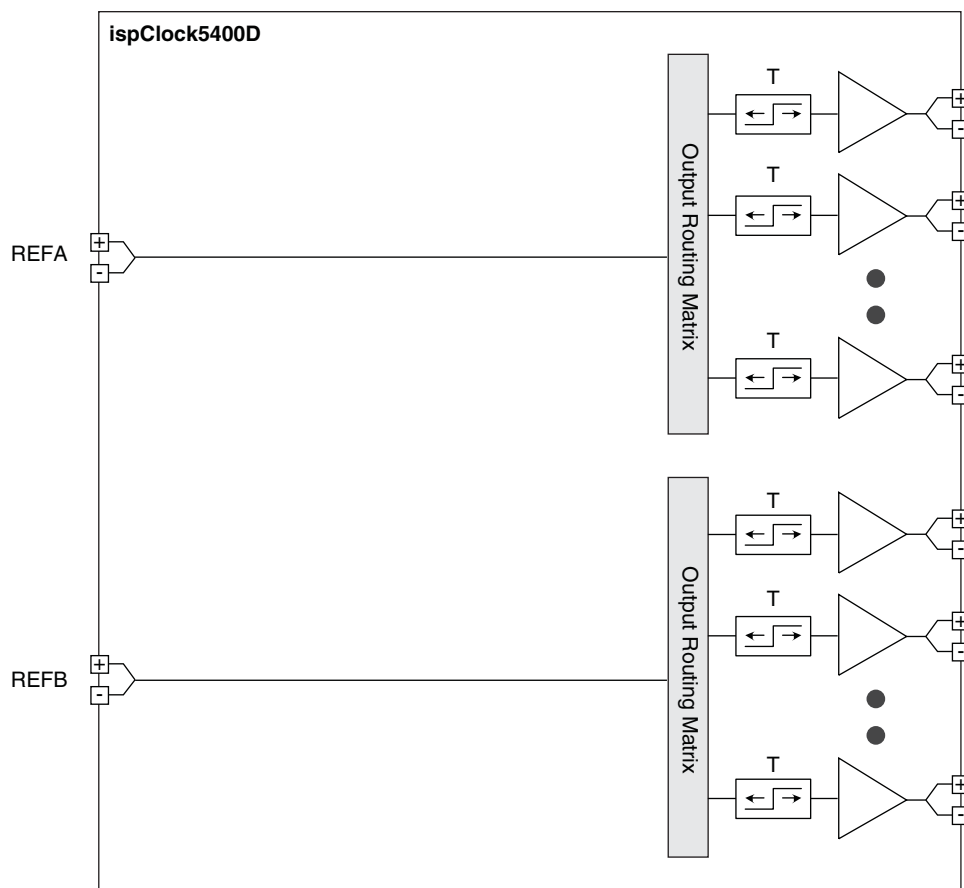 ispClock5400D
T
+
-
T
+
-
Output Routing Matrix
REFA
+
-
T
+
-
T
+
-
Output Routing Matrix
T
+
-
REFB
+
-
T
+
-